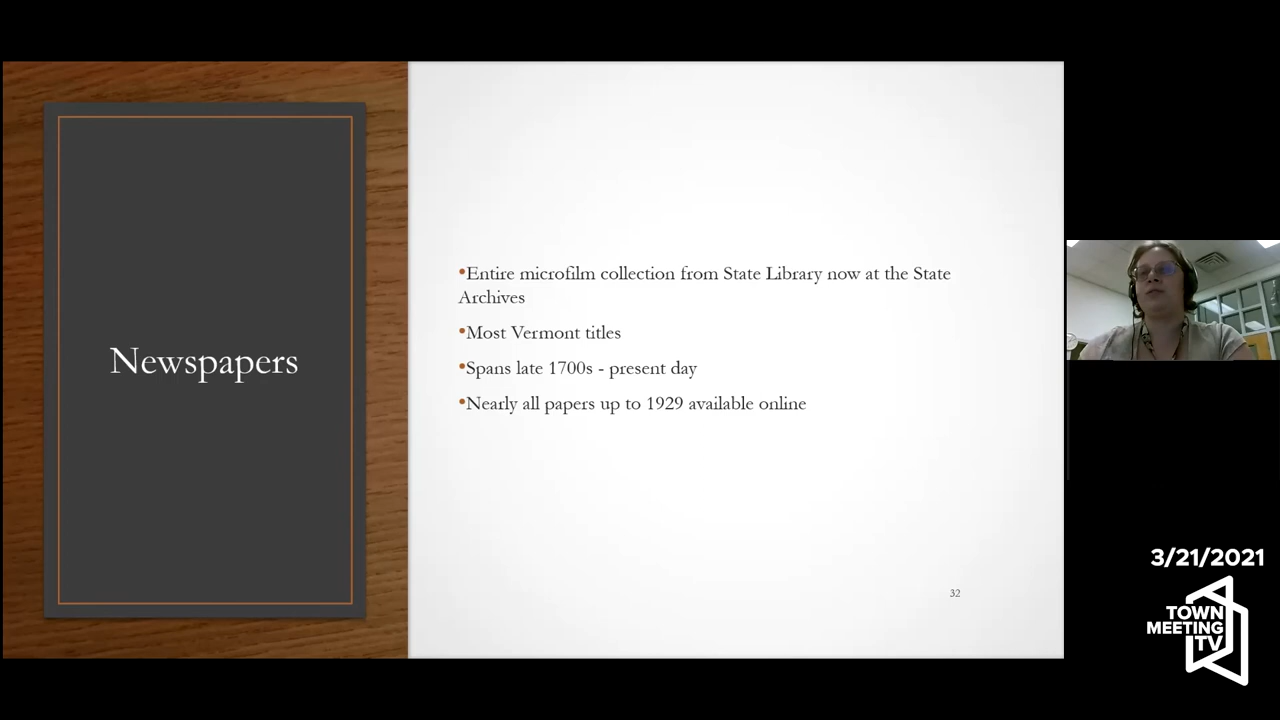 Newspapers
•Entire microfilm collection from State Library now at the State
Archives
•Most Vermont titles
•Spans late 1700s - present day
•Nearly all papers up to 1929 available online
32
3/21/2021
TOWN
MEETING
TV